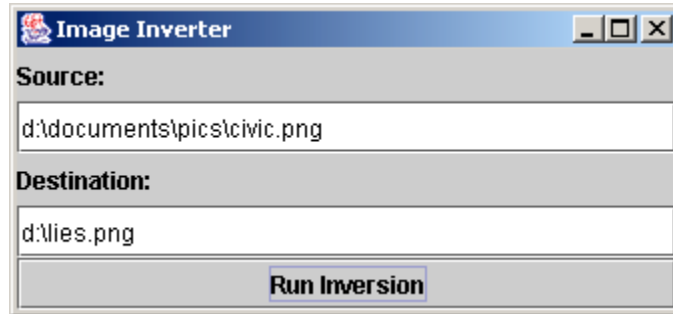 Image Inverter
Source:
d:\documents\pics\civic.png
Destination:
d:\lies.png
Run Inversion